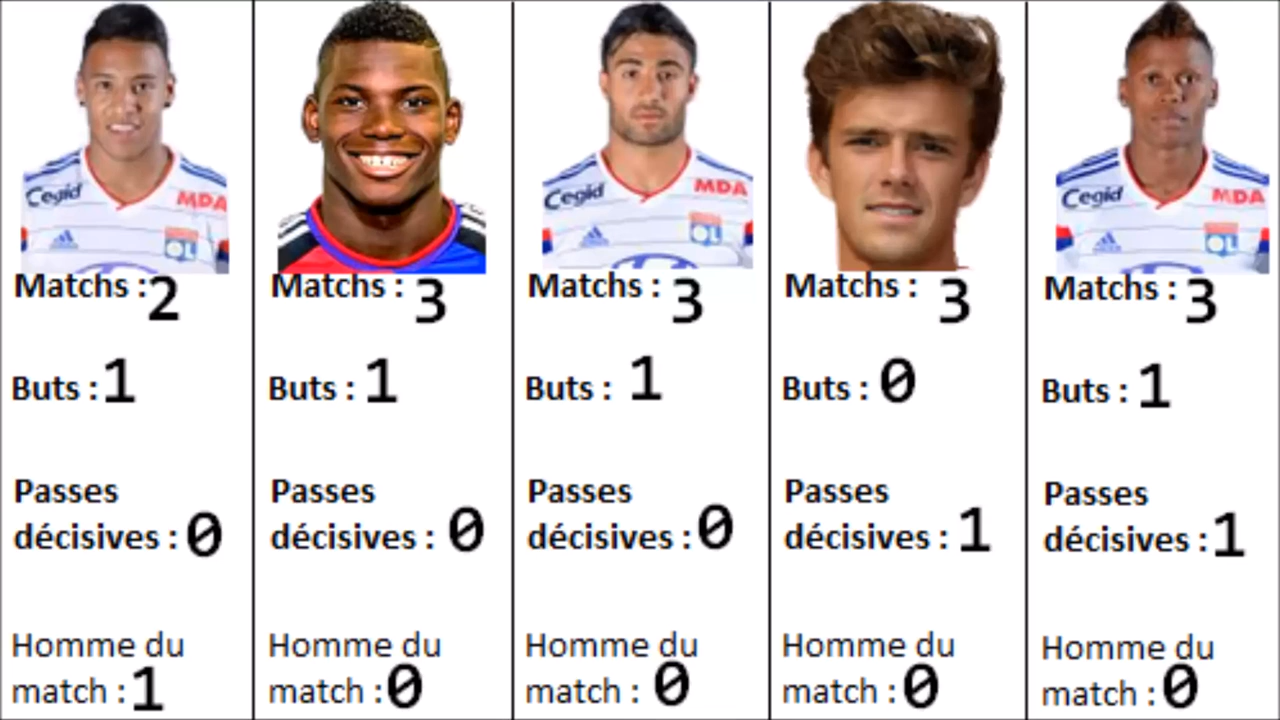 Cegid MDA
OL
Matchs : 2
Buts : 1
Passes
décisives : 0
Homme du
match : 1
Matchs : 3
Buts : 1
Passes
décisives : 0
Homme du
match : 0
Cegid MDA
OL
Matchs : 3
Buts : 1
Passes
décisives : 0
Homme du
match : 0
Matchs : 3
Buts : 0
Passes
décisives : 1
Homme du
match : 0
Cegid MDA
OL
Matchs : 3
Buts : 1
Passes
décisives : 1
Homme du
match : 0